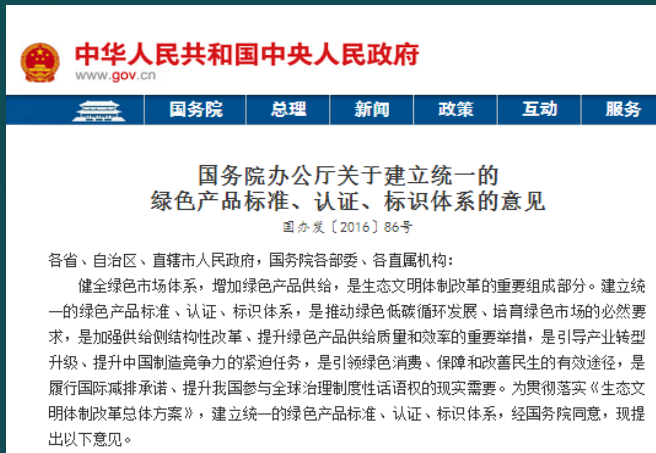 中华人民共和国中央人民政府
www.gov.cn
国务院 总理 新闻 政策 互动 服务
国务院办公厅关于建立统一的
绿色产品标准、认证、标识体系的意见
国办发〔2016〕86号
各省、自治区、直辖市人民政府,国务院各部委、各直属机构:
健全绿色市场体系,增加绿色产品供给,是生态文明体制改革的重要组成部分。建立统
一的绿色产品标准、认证、标识体系,是推动绿色低碳循环发展、培育绿色市场的必然要
求,是加强供给侧结构性改革、提升绿色产品供给质量和效率的重要举措,是引导产业转型
升级、提升中国制造竞争力的紧迫任务,是引领绿色消费、保障和改善民生的有效途径,是
履行国际减排承诺、提升我国参与全球治理制度性话语权的现实需要。为贯彻落实《生态文
明体制改革总体方案》,建立统一的绿色产品标准、认证、标识体系,经国务院同意,现提
出以下意见。